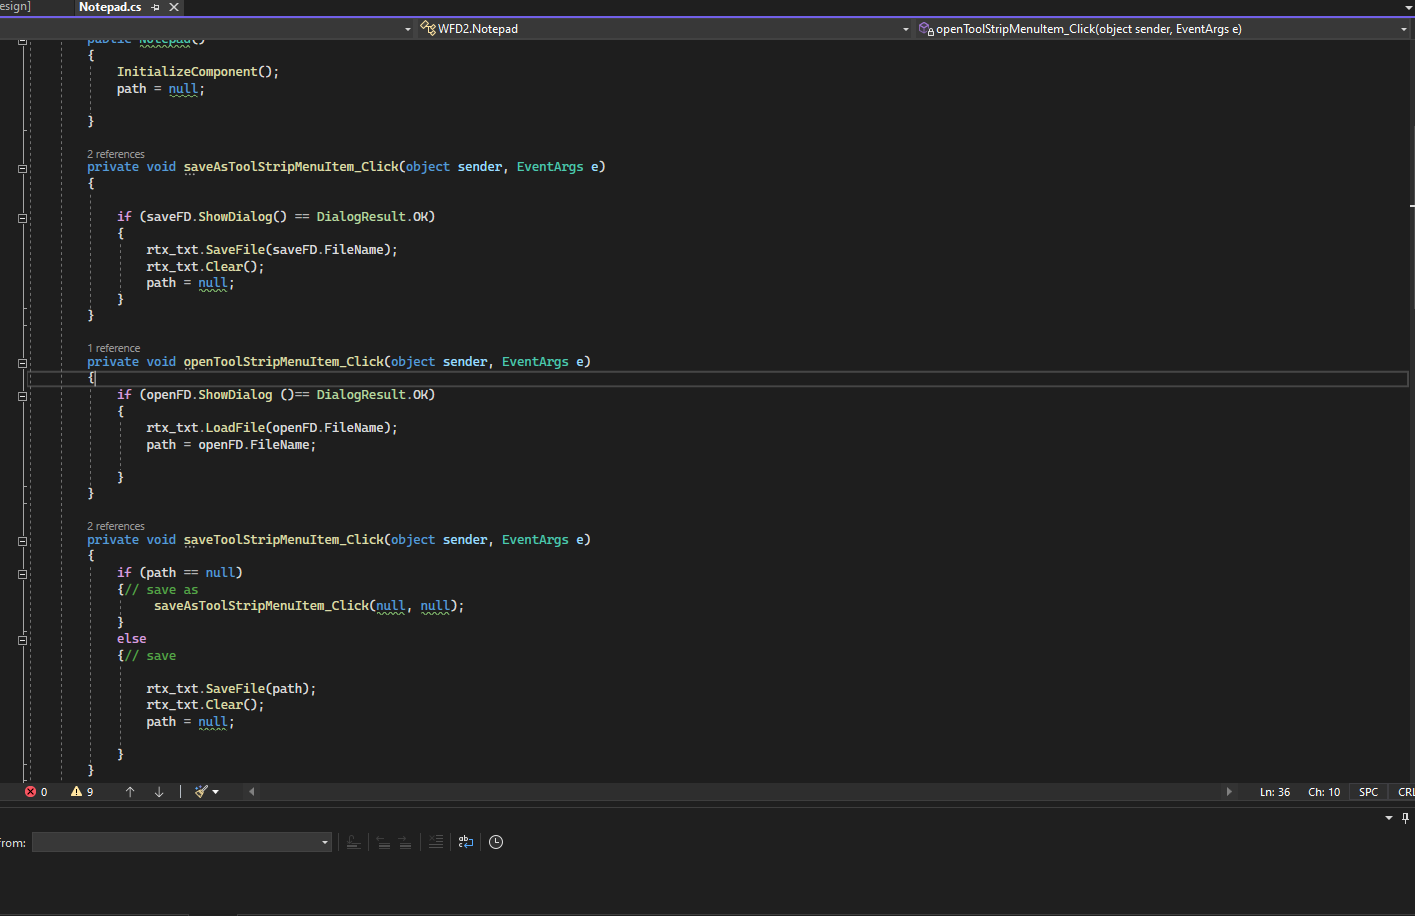 esign]
Notepad.cs
WFD2.Notepad
openToolStripMenuItem_Click(object sender, EventArgs e)
public Notepad()
{
InitializeComponent();
path = null;
}
2 references
private void saveAsToolStripMenuItem_Click(object sender, EventArgs e)
{
if (saveFD.ShowDialog() == DialogResult.OK)
{
rtx_txt.SaveFile(saveFD.FileName);
rtx_txt.Clear();
path = null;
}
}
1 reference
private void openToolStripMenuItem_Click(object sender, EventArgs e)
{
if (openFD.ShowDialog ()== DialogResult.OK)
{
rtx_txt.LoadFile(openFD.FileName);
path = openFD.FileName;
}
}
2 references
private void saveToolStripMenuItem_Click(object sender, EventArgs e)
{
if (path == null)
{// save as
saveAsToolStripMenuItem_Click(null, null);
}
else
{// save
rtx_txt.SaveFile(path);
rtx_txt.Clear();
path = null;
}
}
0 9 Ln: 36 Ch: 10 SPC CRL
rom: